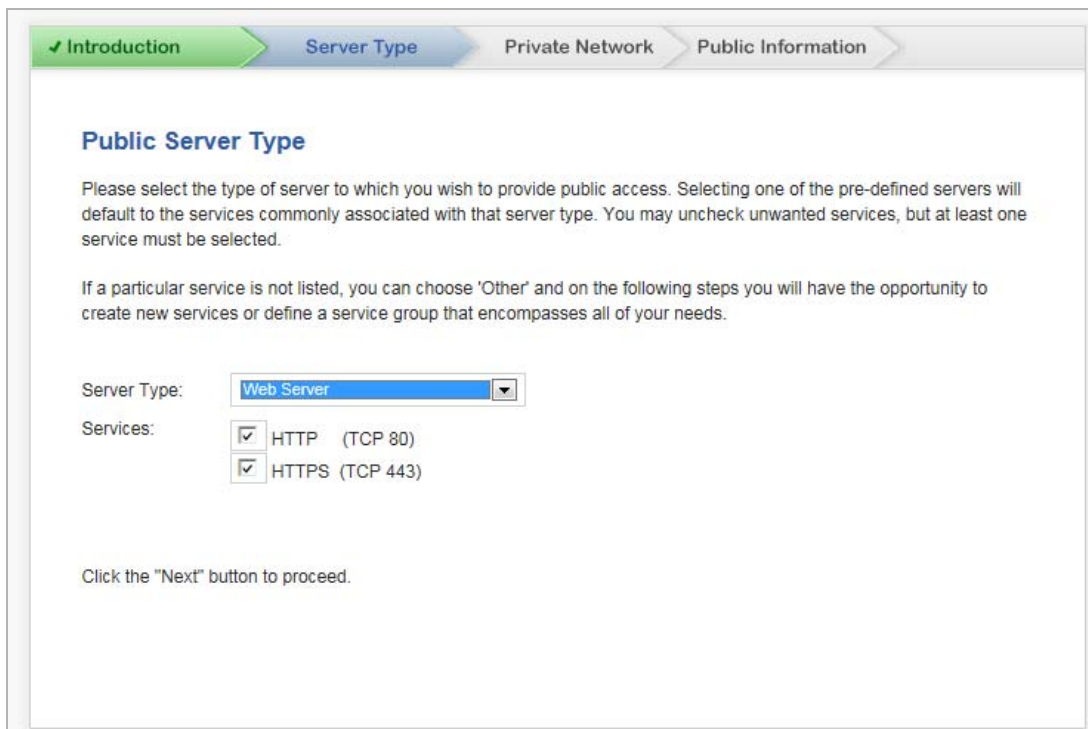 Introduction
Server Type
Private Network
Public Information
Public Server Type
Please select the type of server to which you wish to provide public access. Selecting one of the pre-defined servers will
default to the services commonly associated with that server type. You may uncheck unwanted services, but at least one
service must be selected.
If a particular service is not listed, you can choose 'Other' and on the following steps you will have the opportunity to
create new services or define a service group that encompasses all of your needs.
Server Type: Web Server
Services: HTTP (TCP 80)
HTTPS (TCP 443)
Click the "Next" button to proceed.